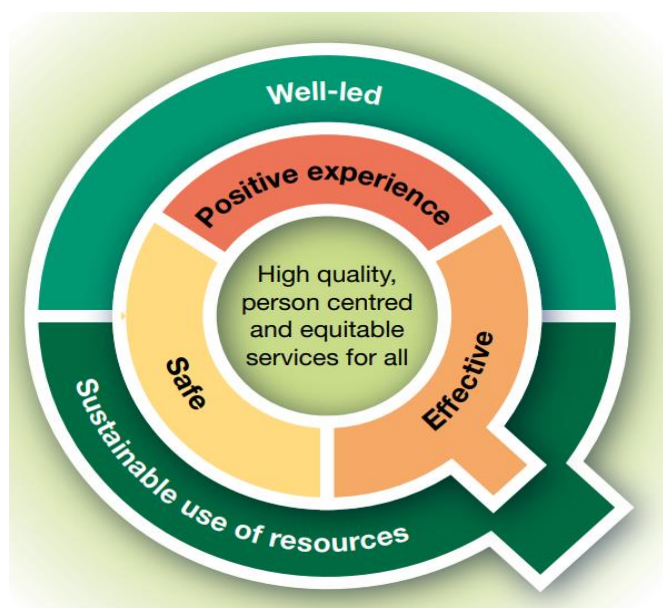 Well-led
Positive experience
High quality,
person centred
and equitable
services for all
Safe
Effective
Sustainable use of resources